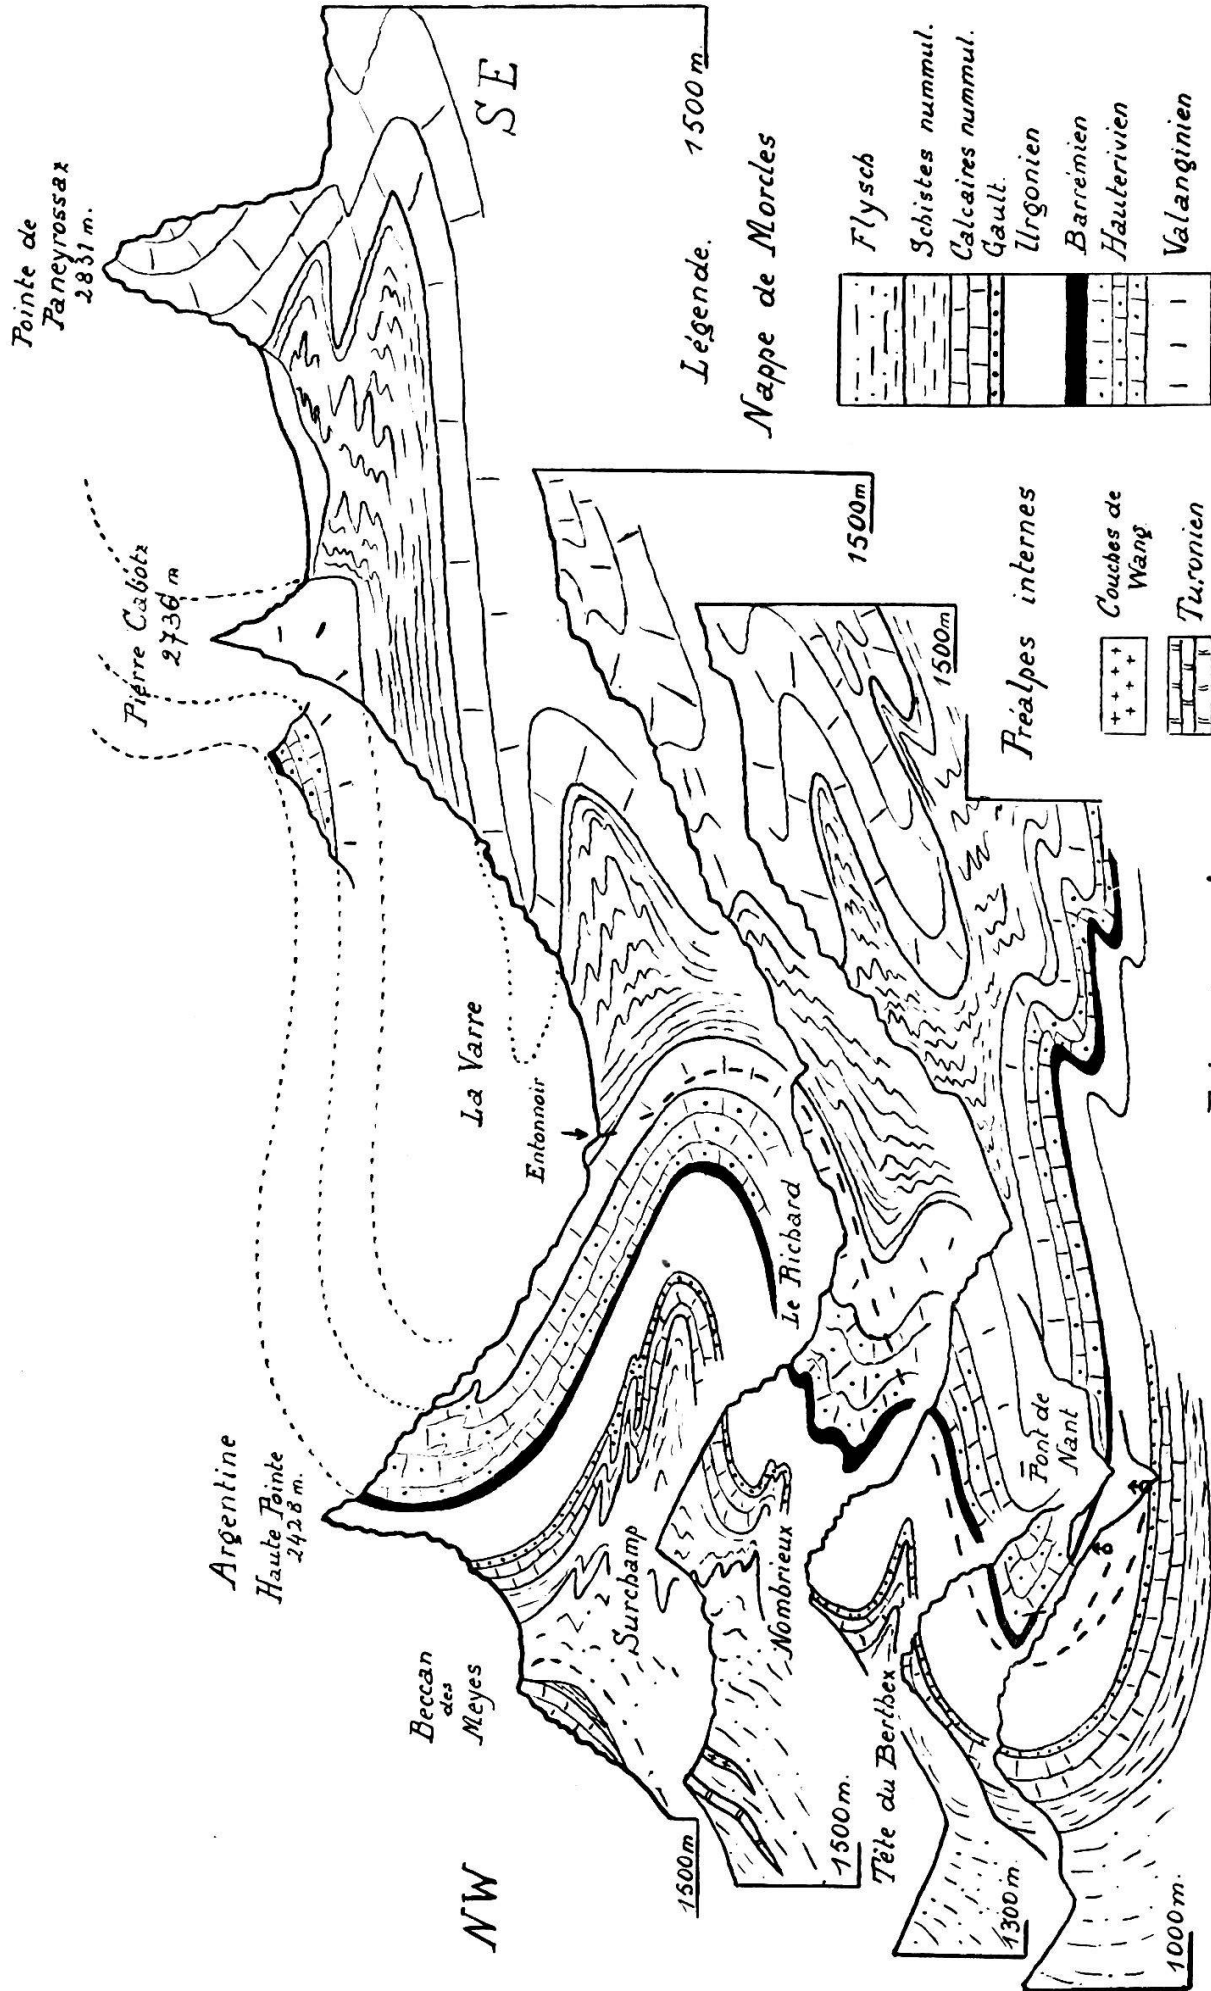 NW
SE
Argentine
Haute Pointe
2428 m.
Beccan
des
Meyes
La Varre
Entonnoir
Pierre Cabotz
2736 m
Pointe de
Paneyrossaz
2831 m.
Surchamp
Nombrieux
Le Richard
Tête du Berthex
Pont de
Nant
1500m
1500m.
1300m.
1000m.
1500m.
1500m
1500m
Légende.
Nappe de Morcles
Flysch
Schistes nummul.
Calcaires nummul.
Gault.
Urgonien
Barrémien
Hauterivien
Valanginien
Préalpes internes
Couches de
Wang
Turonien